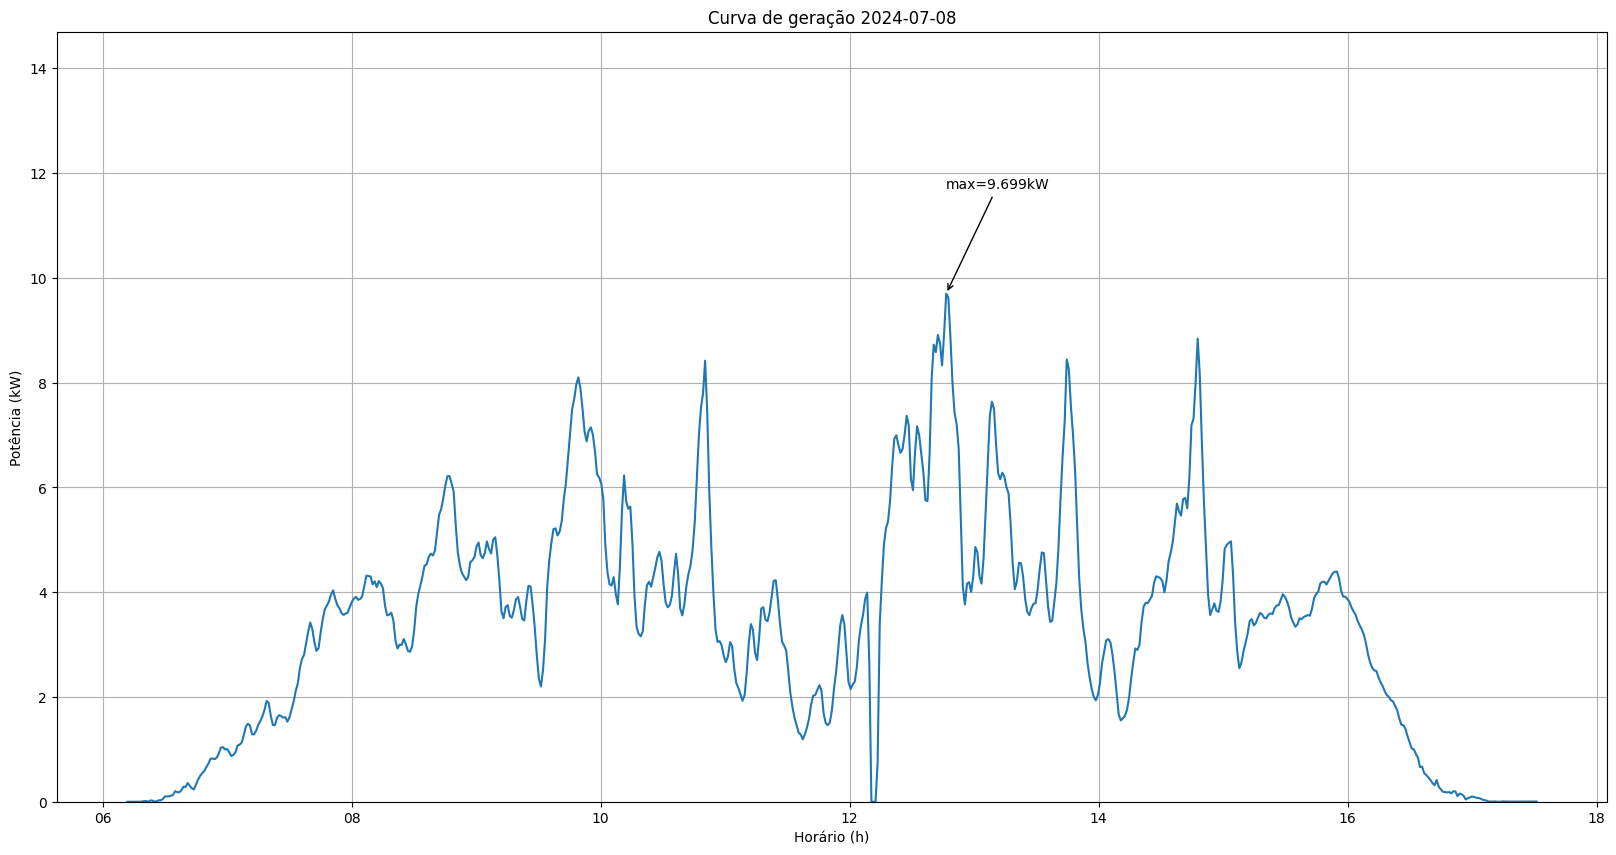 Curva de geração 2024-07-08
14
12
10
8
6
4
2
0
Potência (kW)
max=9.699kW
06 08 10 12 14 16 18
Horário (h)